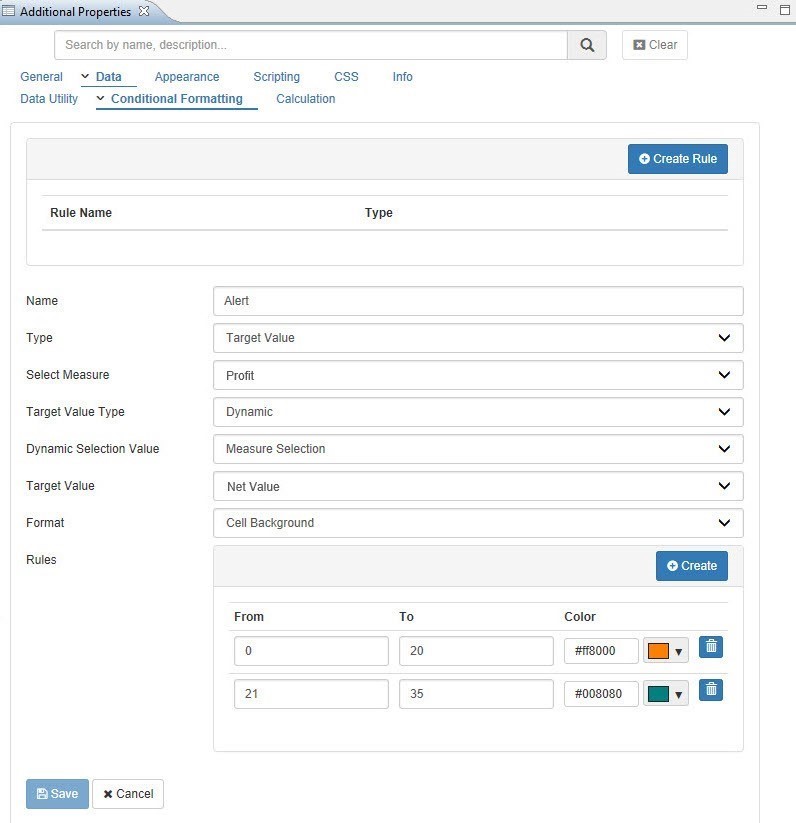 Additional Properties
Search by name, description...
Clear
General Data Appearance Scripting CSS Info
Data Utility Conditional Formatting Calculation
Create Rule
Rule Name Type
Name Alert
Type Target Value
Select Measure Profit
Target Value Type Dynamic
Dynamic Selection Value Measure Selection
Target Value Net Value
Format Cell Background
Rules
Create
From To Color
0 20 #ff8000
21 35 #008080
Save Cancel